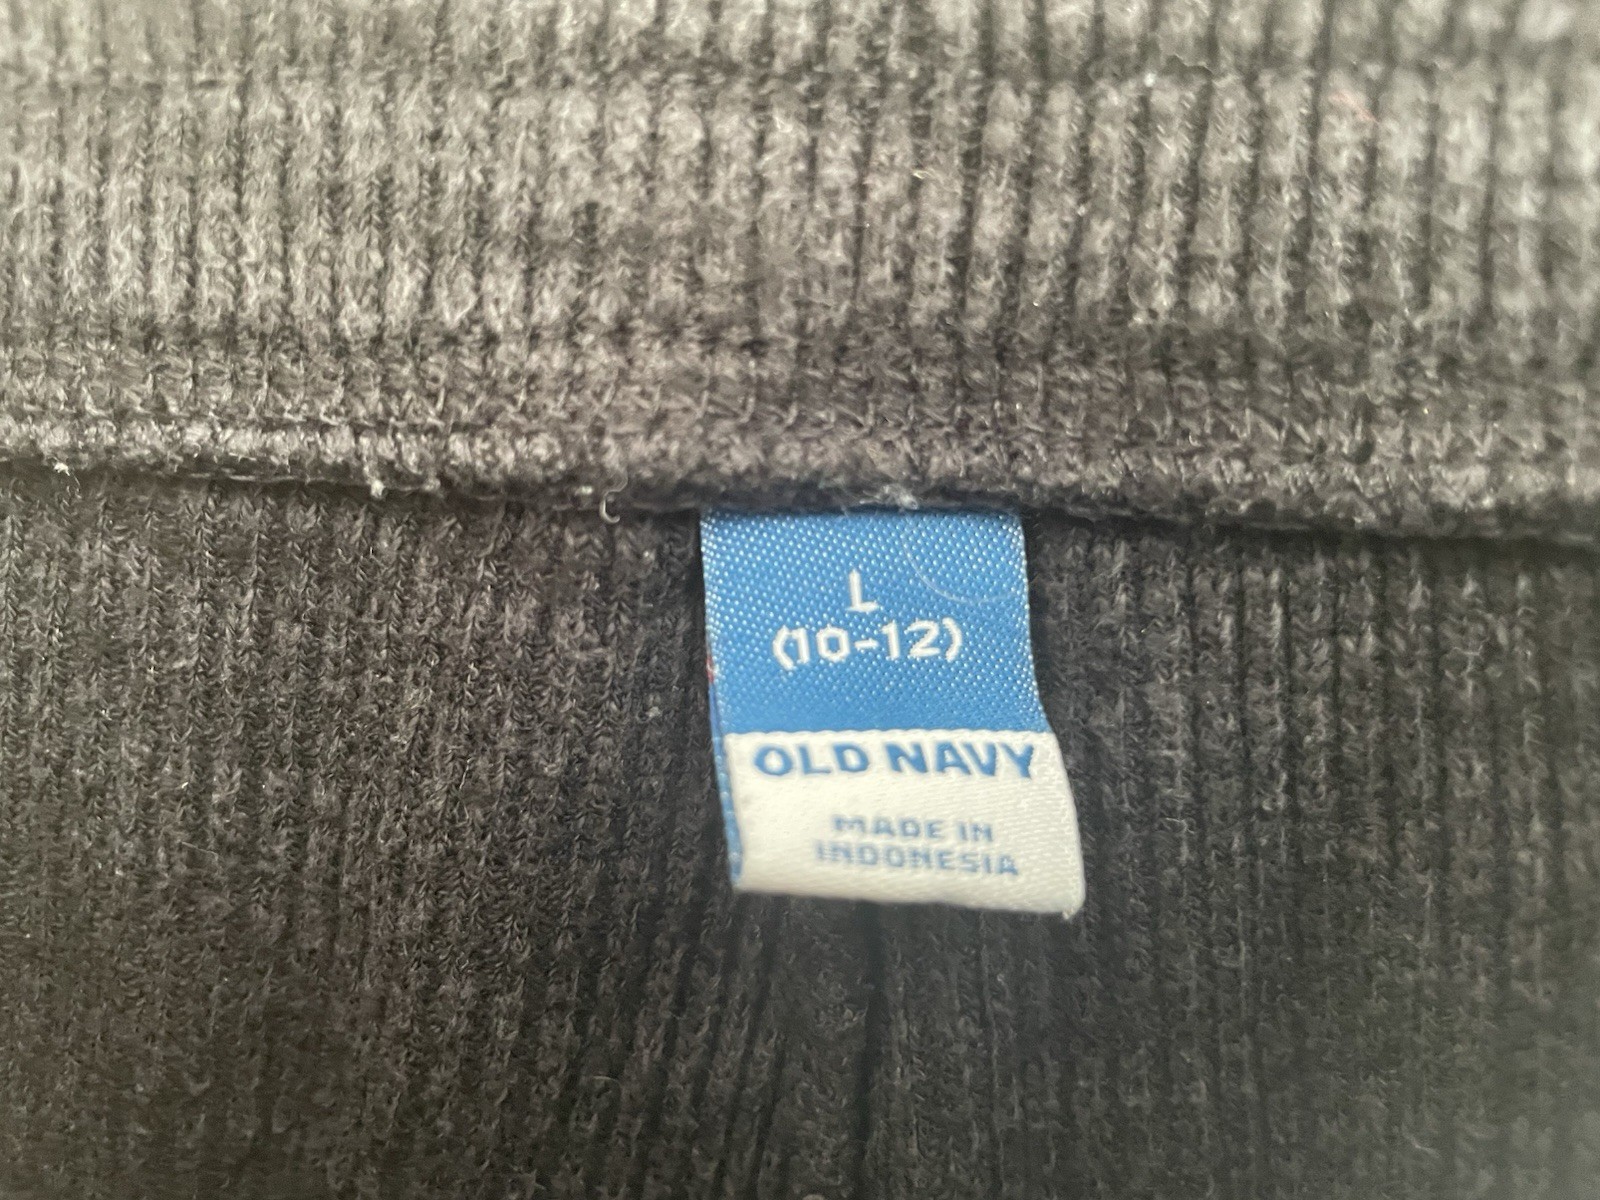 L
(10-12)
OLD NAVY
MADE IN
INDONESIA